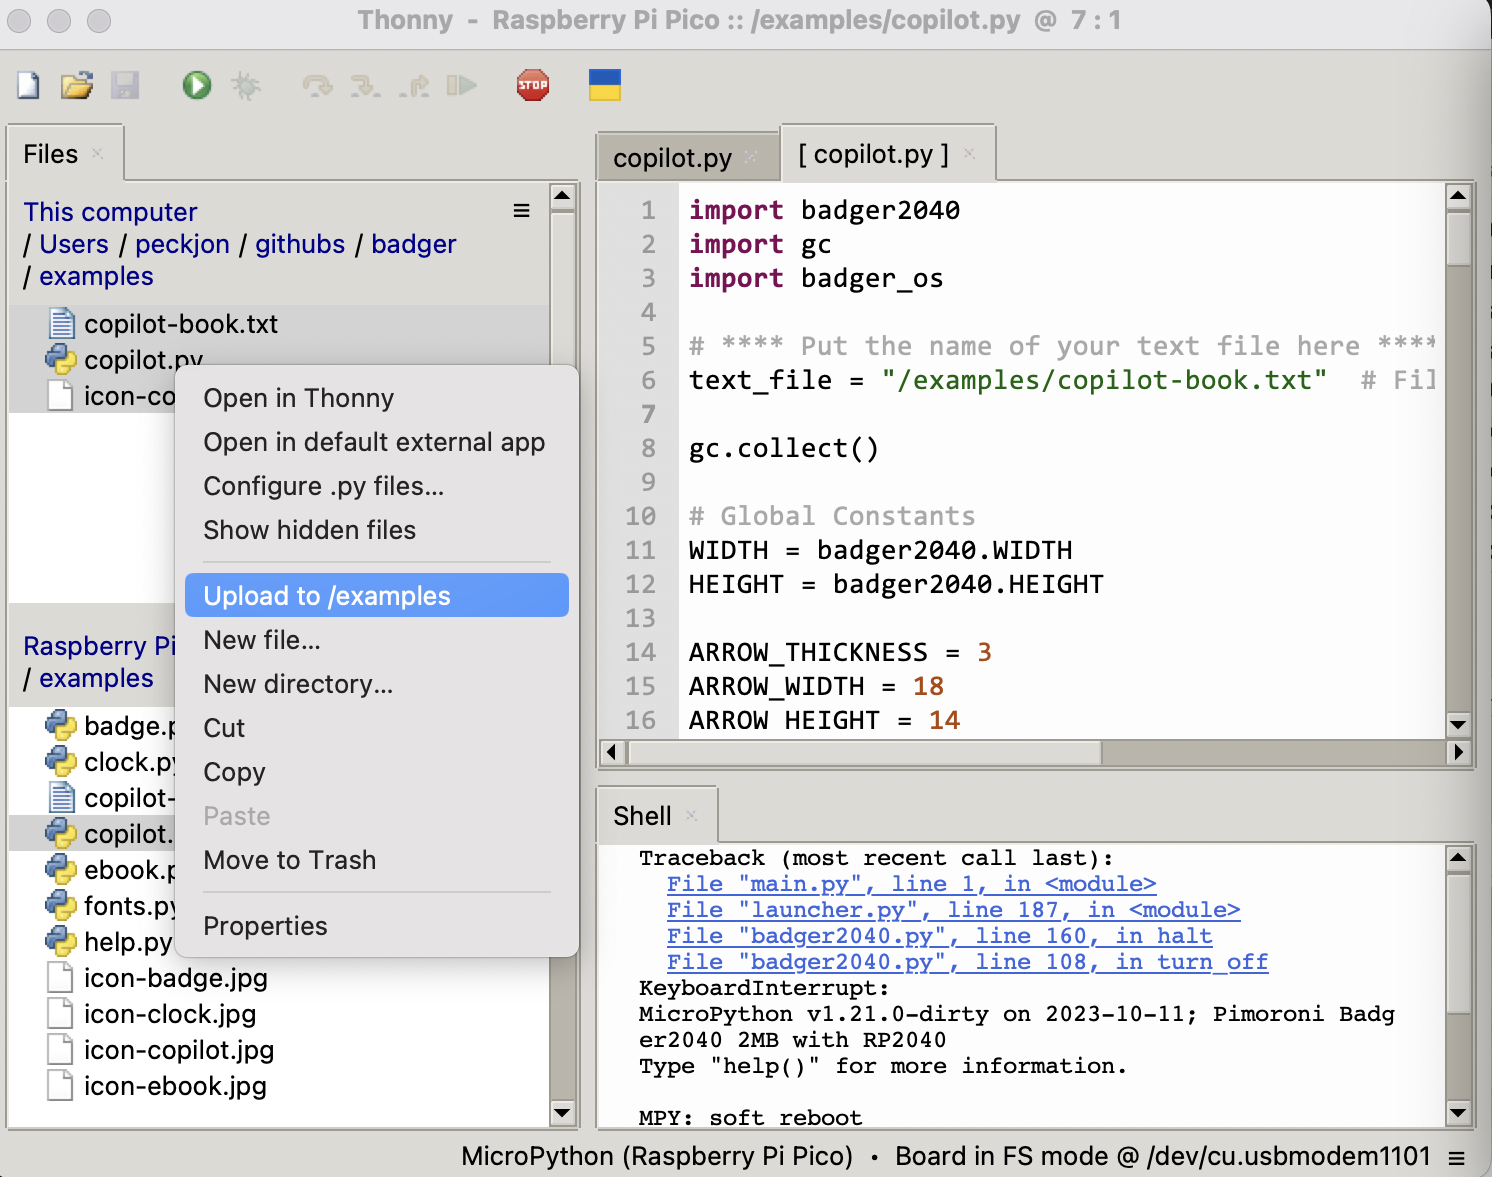 Thonny - Raspberry Pi Pico :: /examples/copilot.py @ 7 : 1
STOP
Files
This computer
/ Users / peckjon / githubs / badger
/ examples
copilot-book.txt
copilot.py
icon-co
Open in Thonny
Open in default external app
Configure .py files...
Show hidden files
Upload to /examples
New file...
New directory...
Cut
Copy
Paste
Move to Trash
Properties
Raspberry Pi
/ examples
badge.p
clock.py
copilot-
copilot.
ebook.p
fonts.py
help.py
icon-badge.jpg
icon-clock.jpg
icon-copilot.jpg
icon-ebook.jpg
copilot.py
[ copilot.py ]
1 import badger2040
2 import gc
3 import badger_os
4
5 # **** Put the name of your text file here ****
6 text_file = "/examples/copilot-book.txt"  # Fil
7
8 gc.collect()
9
10 # Global Constants
11 WIDTH = badger2040.WIDTH
12 HEIGHT = badger2040.HEIGHT
13
14 ARROW_THICKNESS = 3
15 ARROW_WIDTH = 18
16 ARROW HEIGHT = 14
Shell
Traceback (most recent call last):
File "main.py", line 1, in <module>
File "launcher.py", line 187, in <module>
File "badger2040.py", line 160, in halt
File "badger2040.py", line 108, in turn_off
KeyboardInterrupt:
MicroPython v1.21.0-dirty on 2023-10-11; Pimoroni Badg
er2040 2MB with RP2040
Type "help()" for more information.
MPY: soft reboot
MicroPython (Raspberry Pi Pico) • Board in FS mode @ /dev/cu.usbmodem1101 ≡